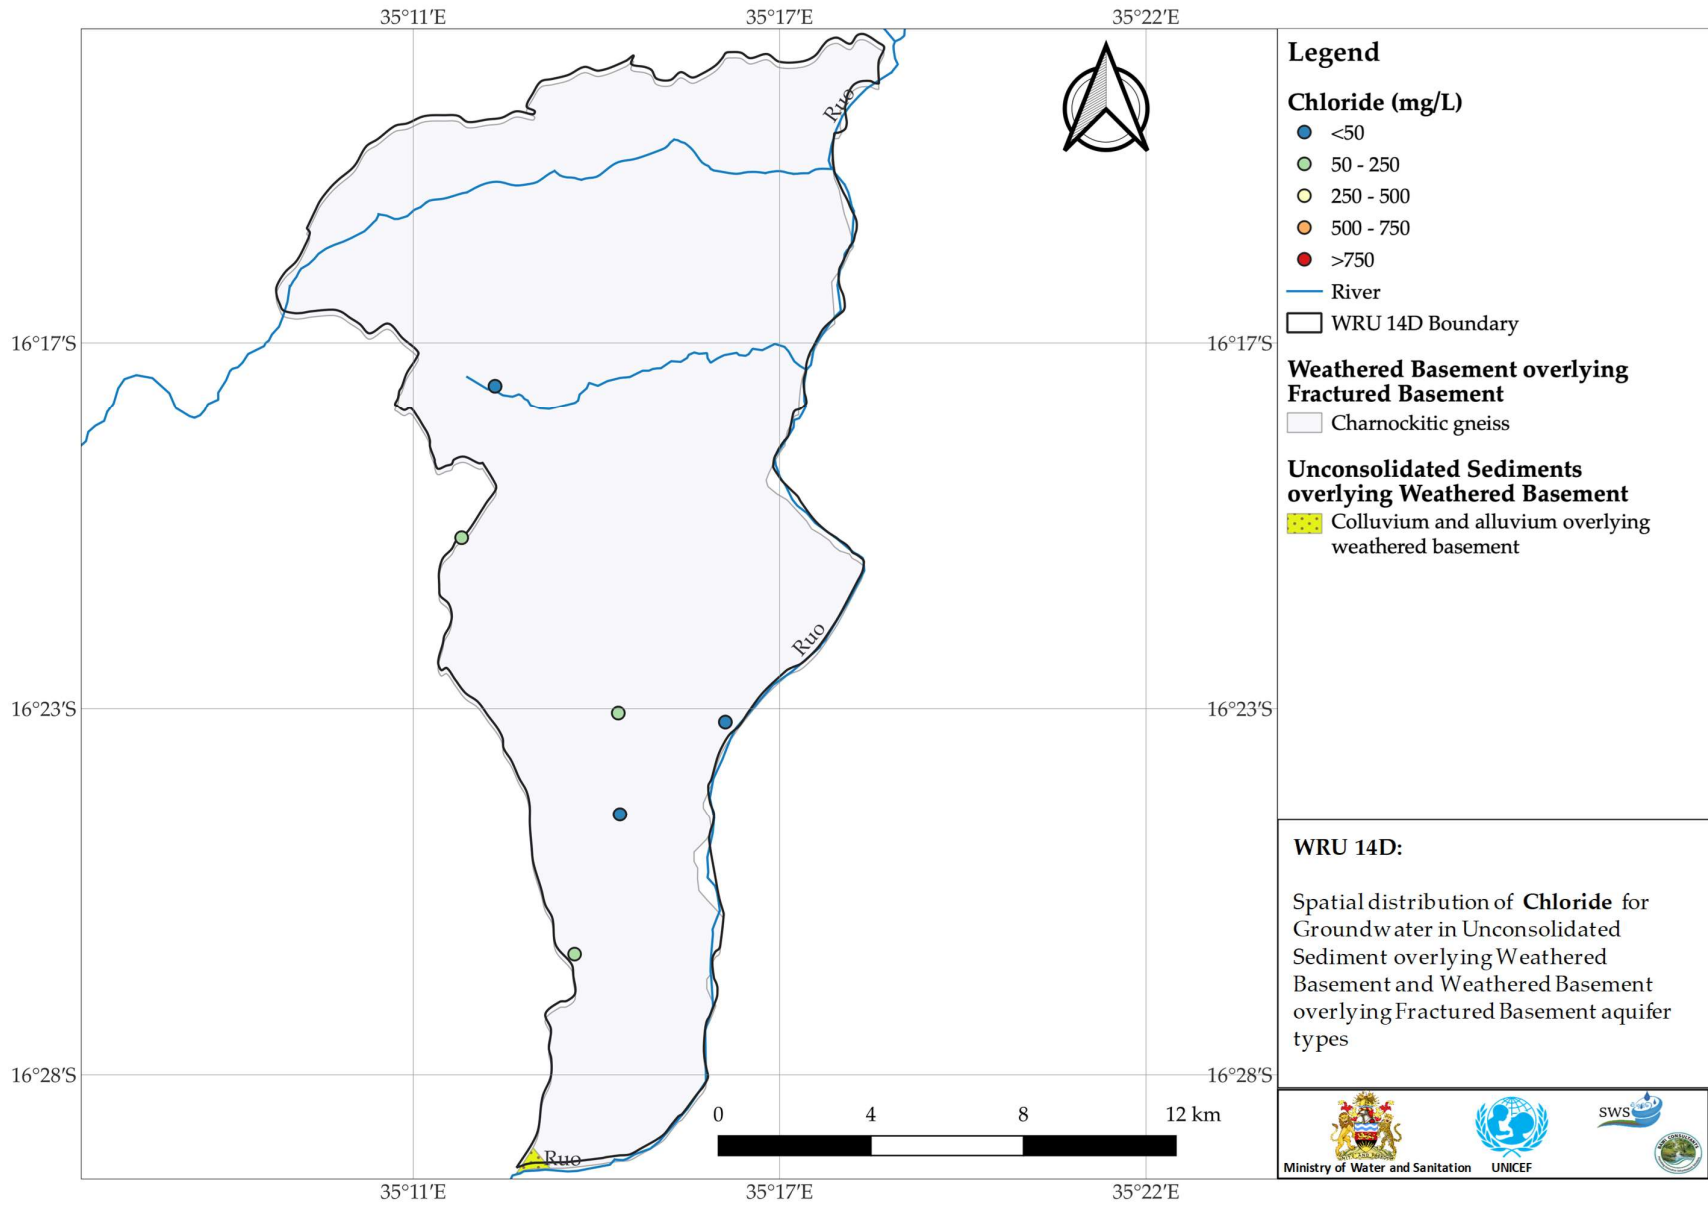 35°11′E
35°17′E
35°22′E
Ruo
16°17′S
16°17′S
Ruo
16°23′S
16°23′S
16°28′S
16°28′S
0
4
8
12 km
Ruo
35°11′E
35°17′E
35°22′E
Legend
Chloride (mg/L)
<50
50 - 250
250 - 500
500 - 750
>750
River
WRU 14D Boundary
Weathered Basement overlying
Fractured Basement
Charnockitic gneiss
Unconsolidated Sediments
overlying Weathered Basement
Colluvium and alluvium overlying
weathered basement
WRU 14D:
Spatial distribution of Chloride for
Groundwater in Unconsolidated
Sediment overlying Weathered
Basement and Weathered Basement
overlying Fractured Basement aquifer
types
Ministry of Water and Sanitation
UNICEF
sws